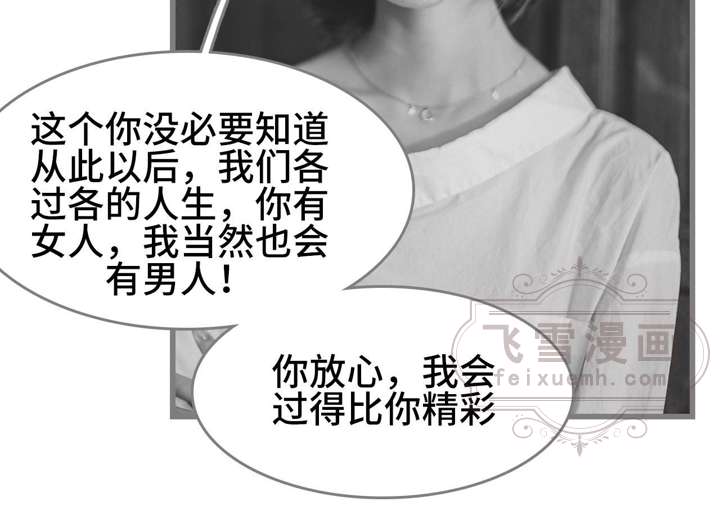 这个你没必要知道
从此以后，我们各
过各的人生，你有
女人，我当然也会
有男人！
你放心，我会
过得比你精彩
飞雪漫画
feixuemh.com